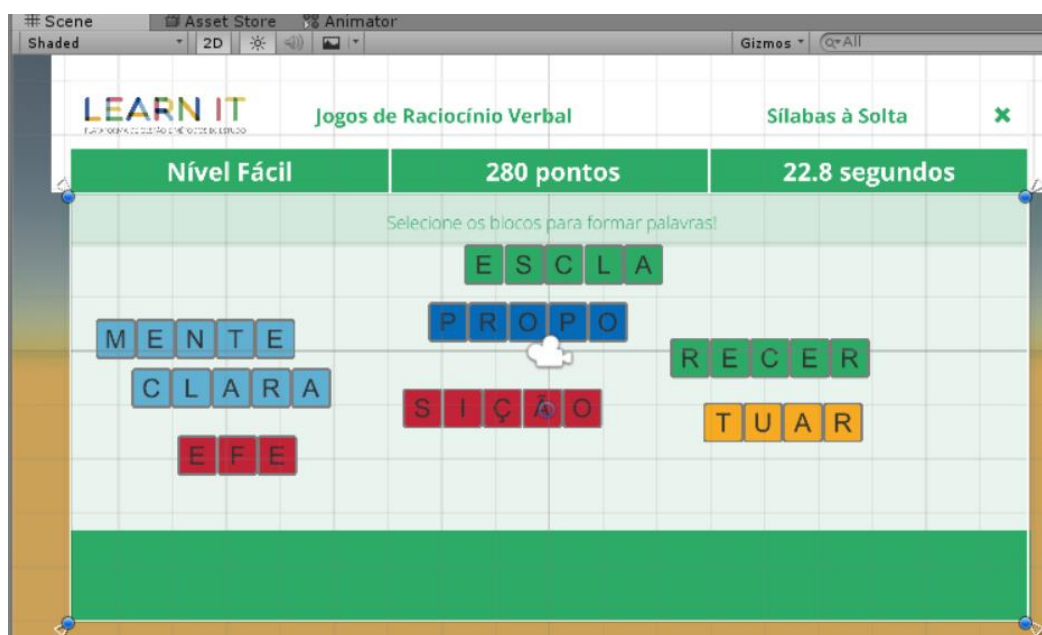 Scene Asset Store Animator
Shaded 2D Gizmos All
LEARN IT Jogos de Raciocínio Verbal Sílabas à Solta
Nível Fácil 280 pontos 22.8 segundos
Selecione os blocos para formar palavras!
ESCLA
PROPO
MENTE
RECER
CLARA
SIÇÃO
TUAR
EFE